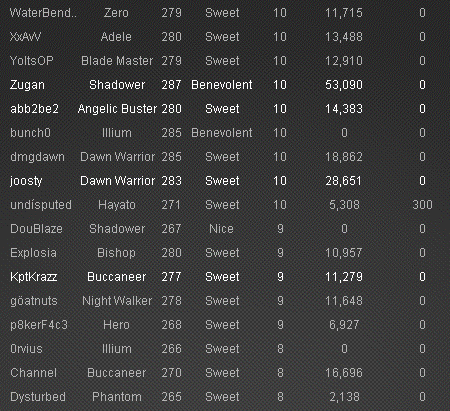 WaterBend.. Zero 279 Sweet 10 11,715 0
XxAvV Adele 280 Sweet 10 13,488 0
YoltsOP Blade Master 279 Sweet 10 12,910 0
Zugan Shadower 287 Benevolent 10 53,090 0
abb2be2 Angelic Buster 280 Sweet 10 14,383 0
bunch0 Illium 285 Benevolent 10 0 0
dmgdawn Dawn Warrior 285 Sweet 10 18,862 0
joosty Dawn Warrior 283 Sweet 10 28,651 0
undísputed Hayato 271 Sweet 10 5,308 300
DouBlaze Shadower 267 Nice 9 0 0
Explosia Bishop 280 Sweet 9 10,957 0
KptKrazz Buccaneer 277 Sweet 9 11,279 0
göatnuts Night Walker 278 Sweet 9 11,648 0
p8kerF4c3 Hero 268 Sweet 9 6,927 0
0rvius Illium 266 Sweet 8 0 0
Channel Buccaneer 270 Sweet 8 16,696 0
Dysturbed Phantom 265 Sweet 8 2,138 0